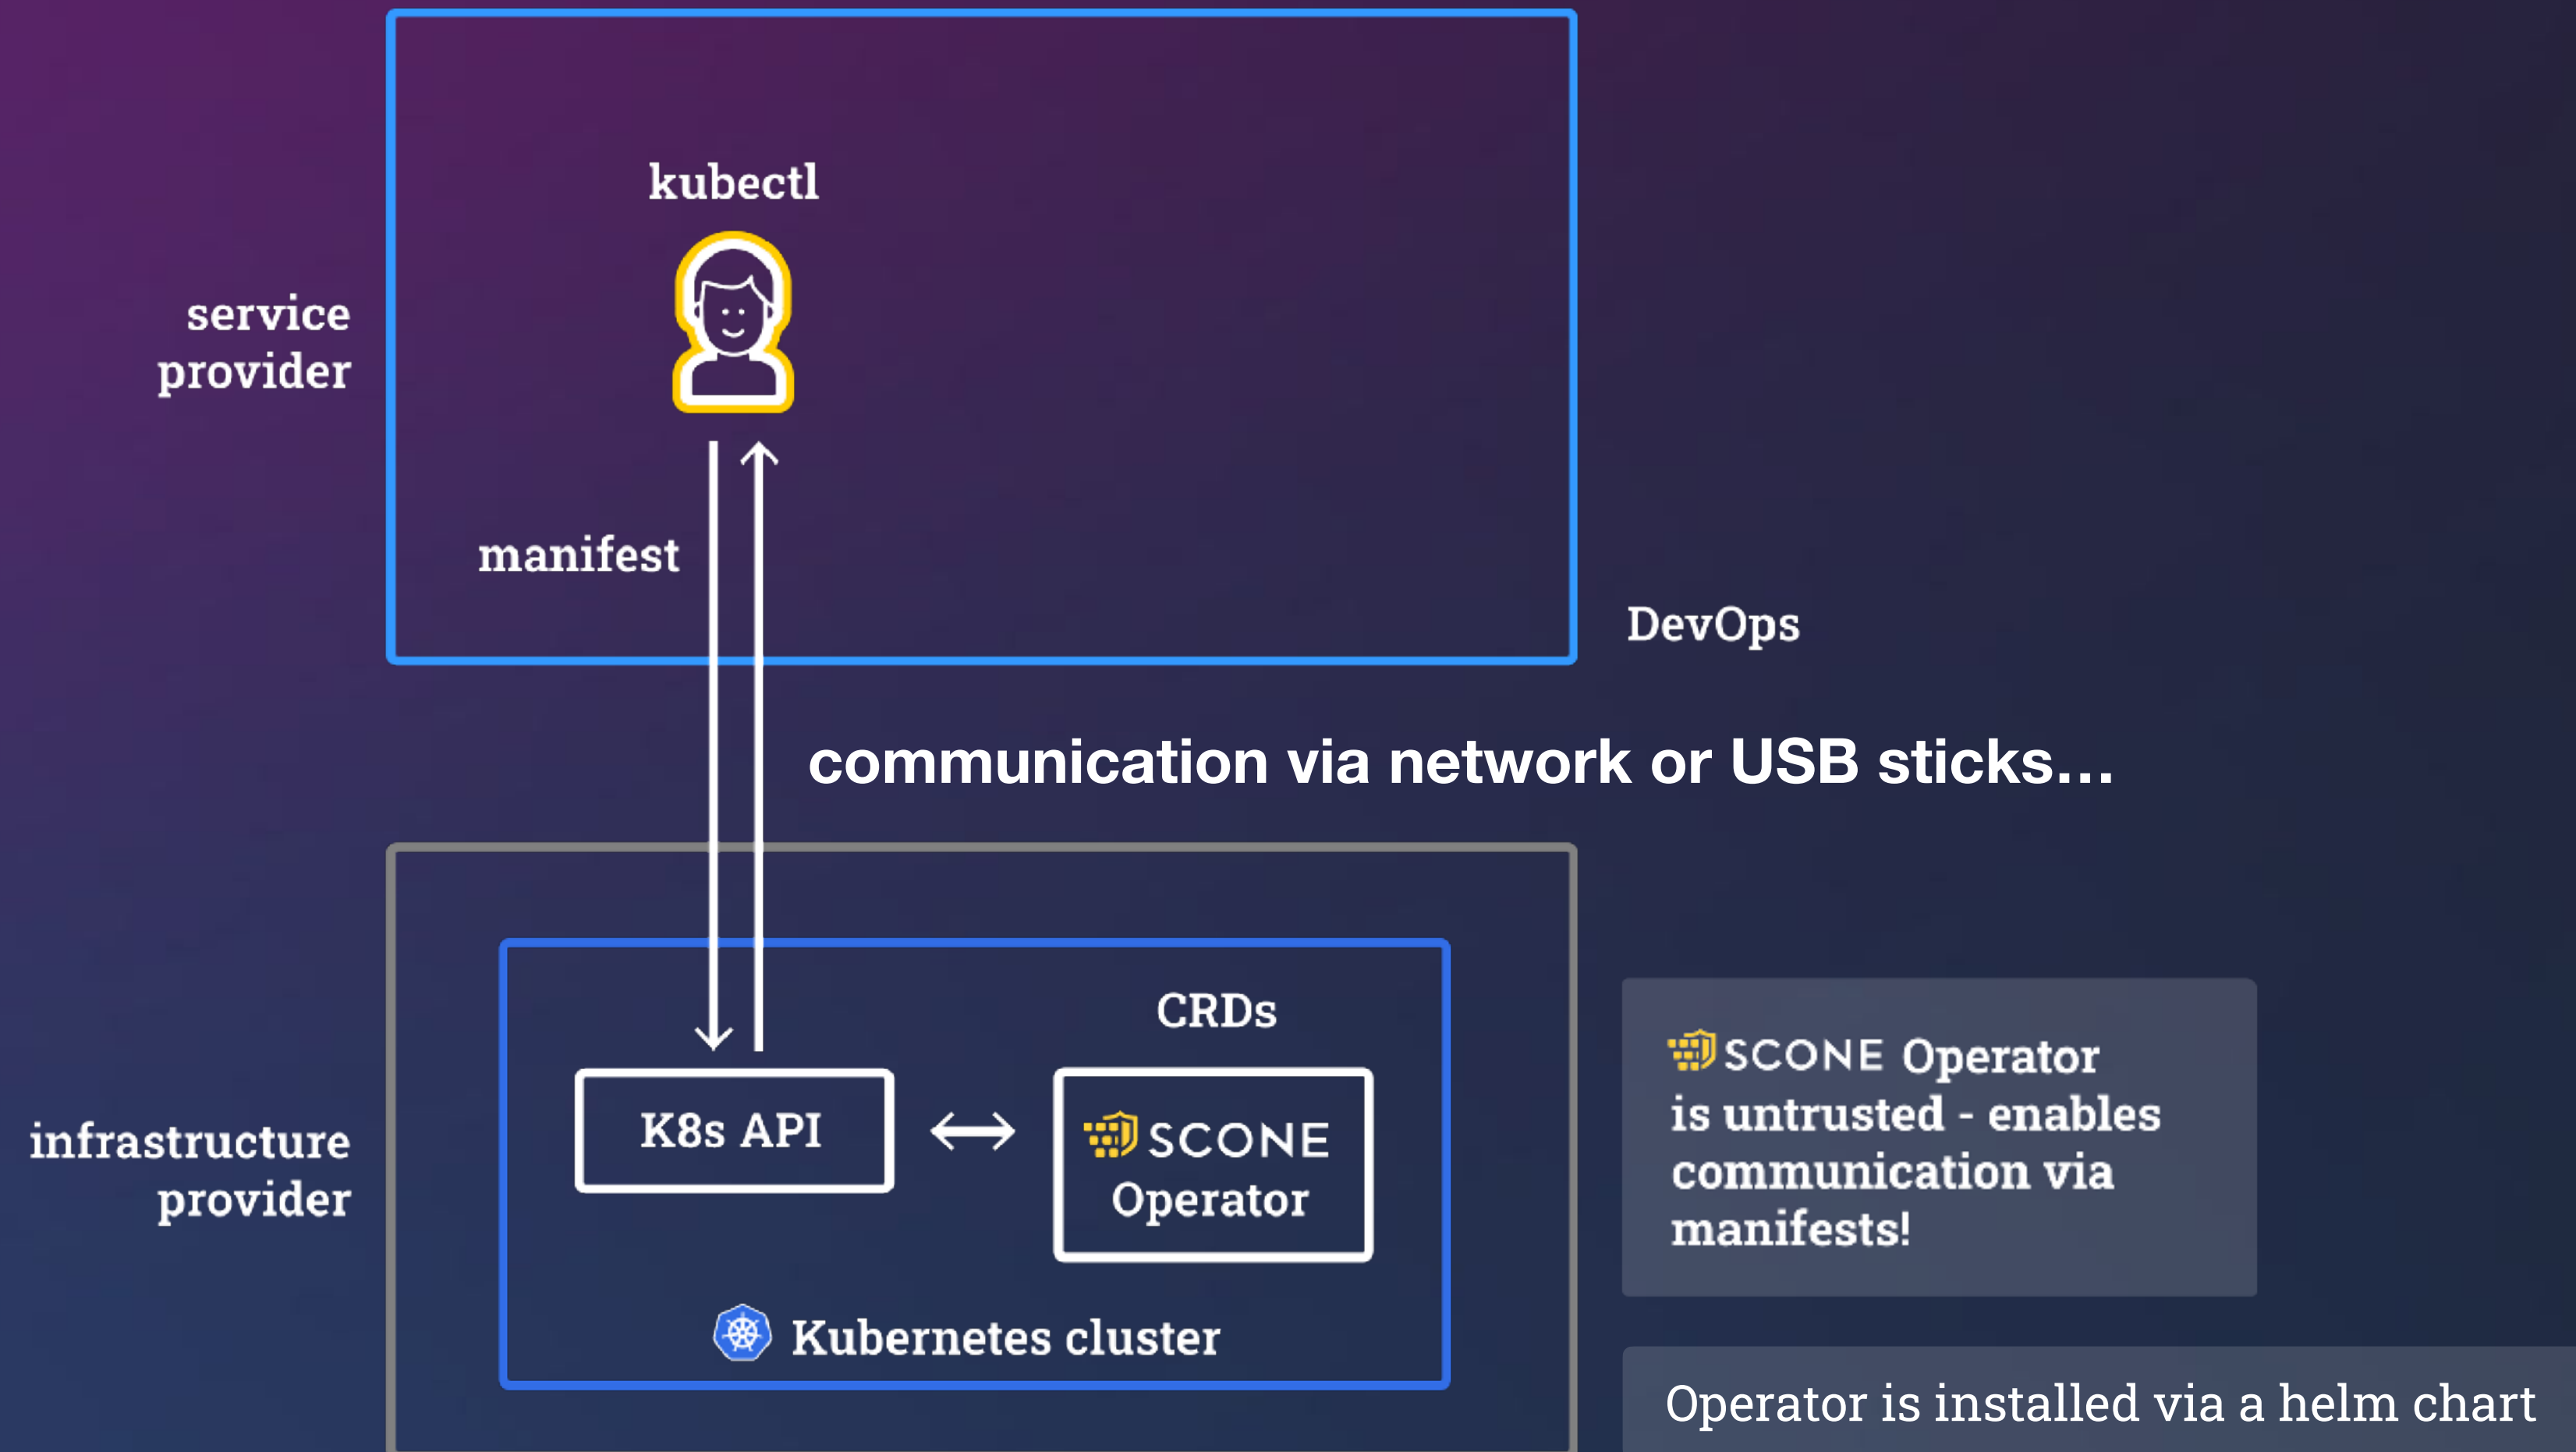 kubectl
service
provider
manifest
DevOps
communication via network or USB sticks…
CRDs
K8s API
SCONE
Operator
infrastructure
provider
Kubernetes cluster
SCONE Operator
is untrusted - enables
communication via
manifests!
Operator is installed via a helm chart